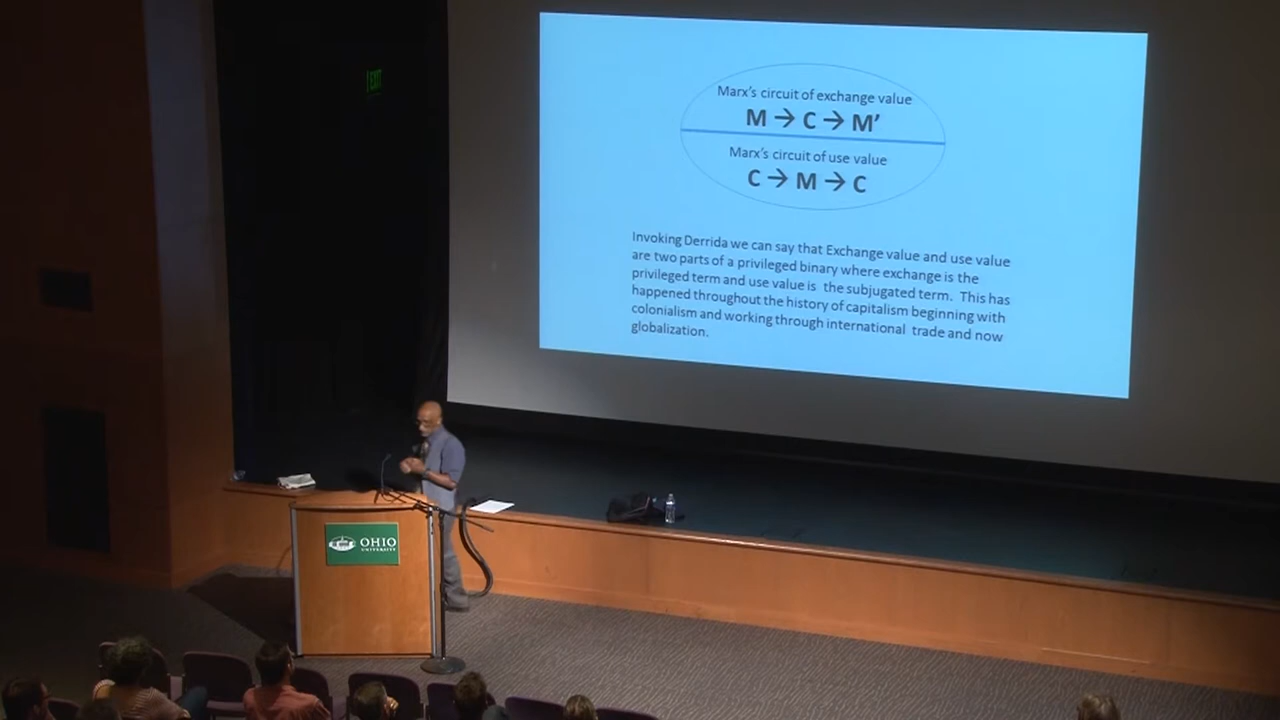 EXIT
Marx's circuit of exchange value
M → C → M′
Marx's circuit of use value
C → M → C
Invoking Derrida we can say that Exchange value and use value
are two parts of a privileged binary where exchange is the
privileged term and use value is the subjugated term. This has
happened throughout the history of capitalism beginning with
colonialism and working through international trade and now
globalization.
OHIO
UNIVERSITY